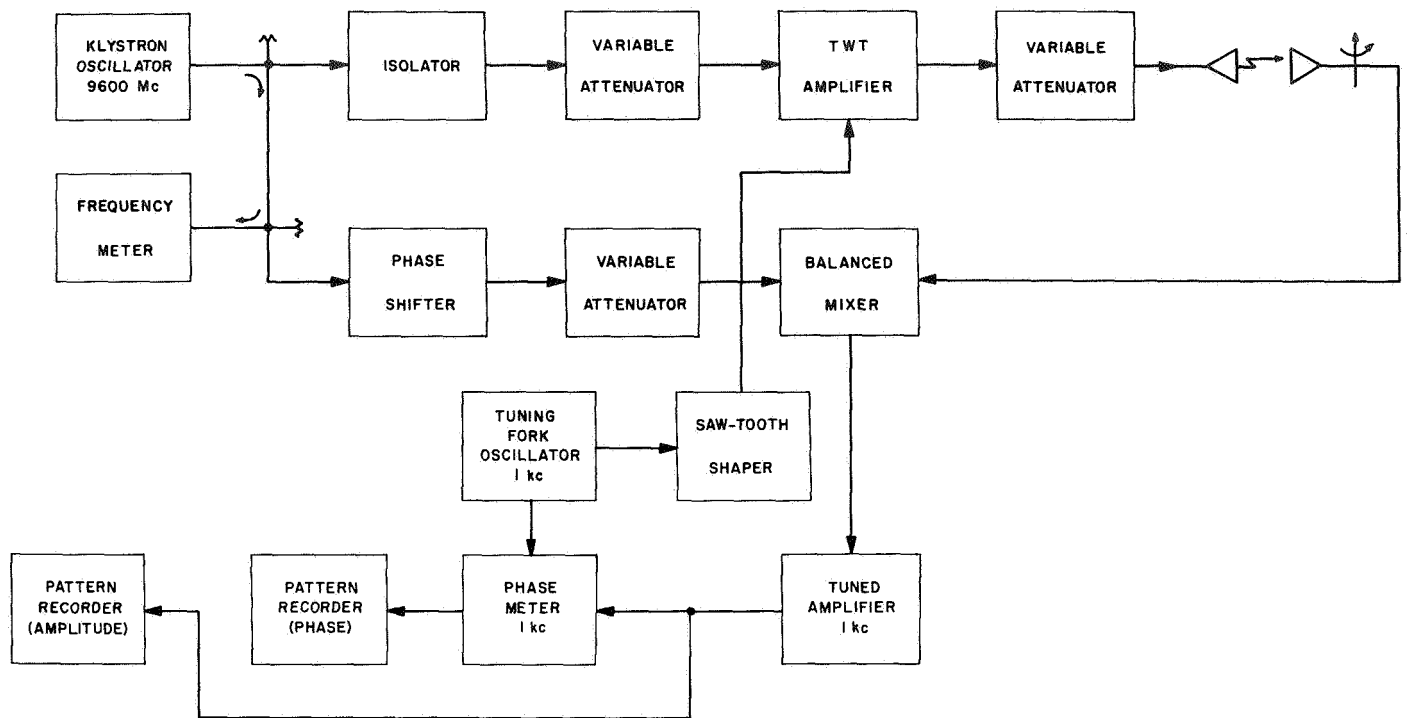 KLYSTRON
OSCILLATOR
9600 Mc
ISOLATOR
VARIABLE
ATTENUATOR
TWT
AMPLIFIER
VARIABLE
ATTENUATOR
FREQUENCY
METER
PHASE
SHIFTER
VARIABLE
ATTENUATOR
BALANCED
MIXER
TUNING
FORK
OSCILLATOR
1 kc
SAW-TOOTH
SHAPER
PATTERN
RECORDER
(AMPLITUDE)
PATTERN
RECORDER
(PHASE)
PHASE
METER
1 kc
TUNED
AMPLIFIER
1 kc